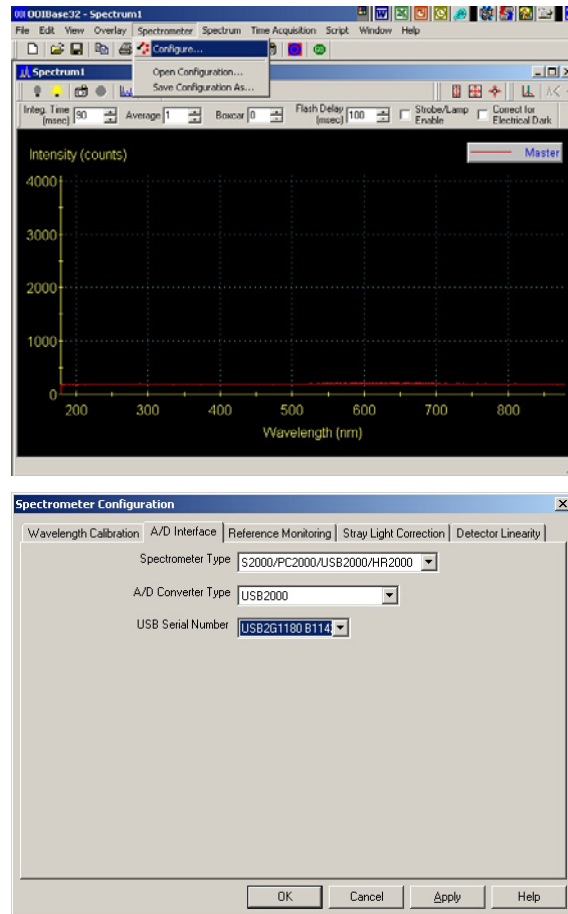 OOIBase32 - Spectrum1
File Edit View Overlay Spectrometer Spectrum Time Acquisition Script Window Help
Configure...
Open Configuration...
Save Configuration As...
Spectrum1
Integ. Time (msec) 90 Average 1 Boxcar 0 Flash Delay (msec) 100 Strobe/Lamp Enable Correct for Electrical Dark
Intensity (counts)
Master
4000
3000
2000
1000
0
200 300 400 500 600 700 800
Wavelength (nm)
Spectrometer Configuration
Wavelength Calibration A/D Interface Reference Monitoring Stray Light Correction Detector Linearity
Spectrometer Type S2000/PC2000/USB2000/HR2000
A/D Converter Type USB2000
USB Serial Number USB2G1180 B114
OK Cancel Apply Help